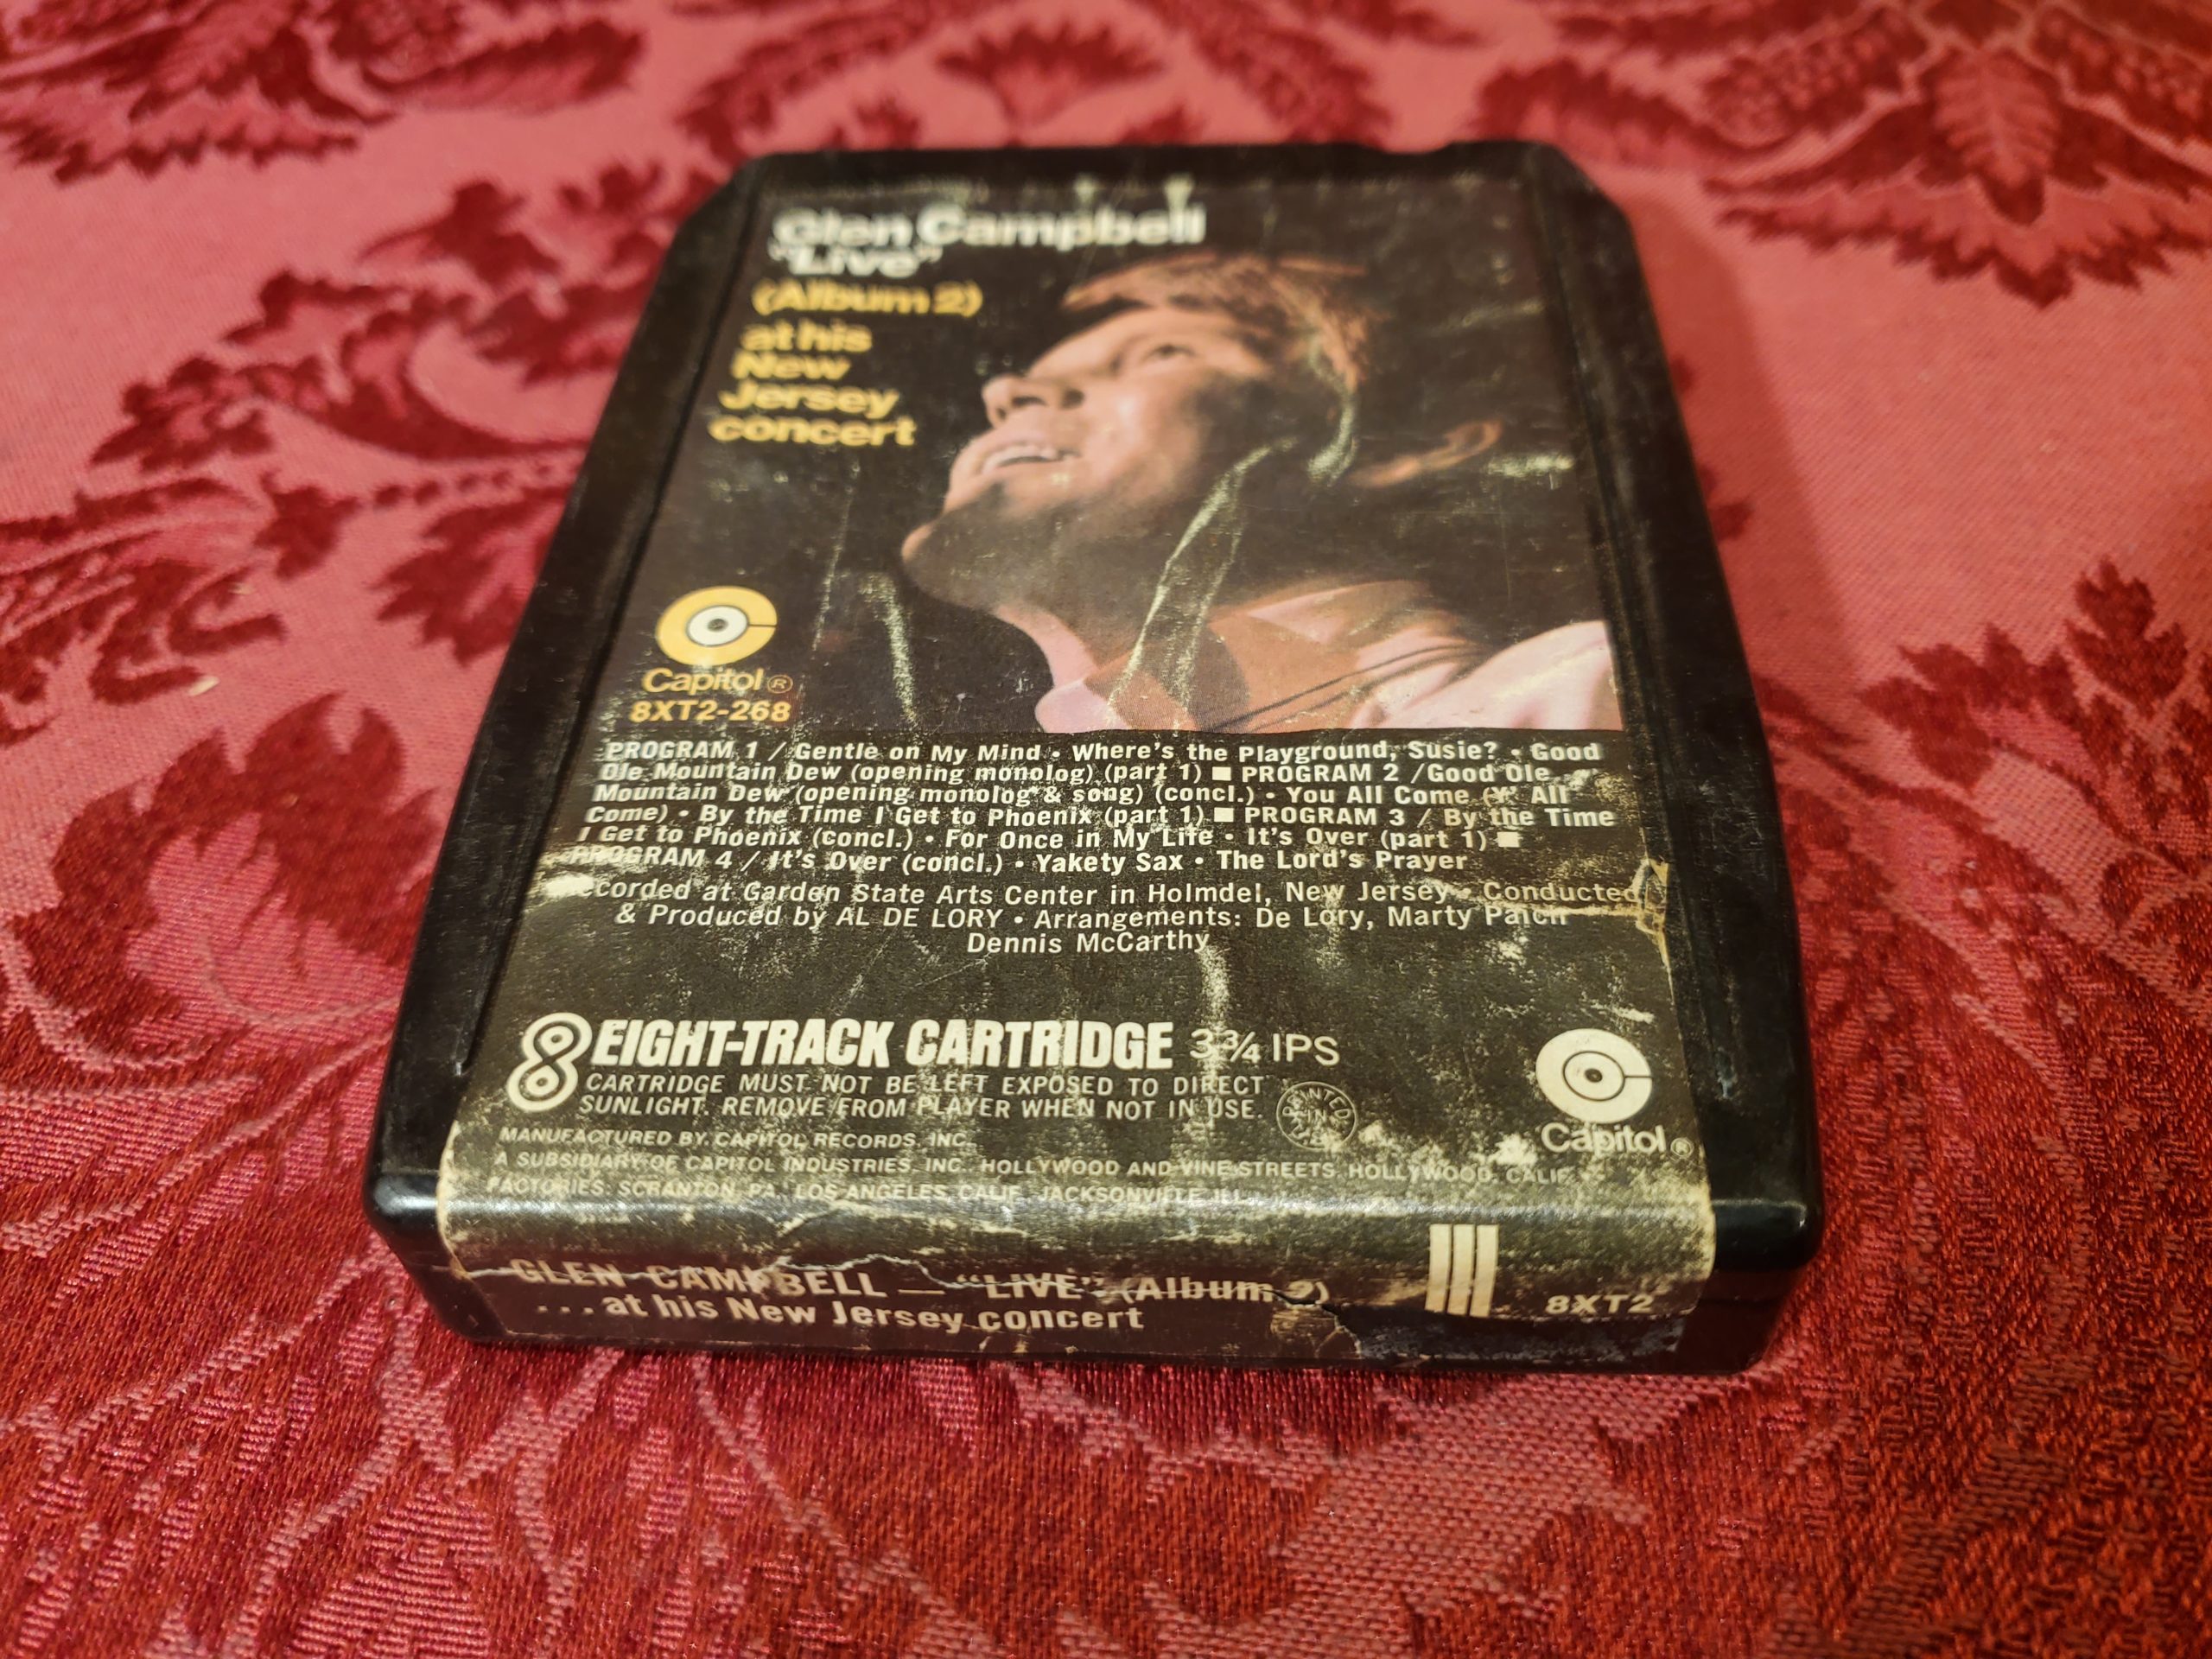 Glen Campbell
"Live"
(Album 2)
at his
New
Jersey
concert
Capitol®
8XT2-268
PROGRAM 1 / Gentle on My Mind • Where's the Playground, Susie? • Good
Ole Mountain Dew (opening monolog) (part 1) ■ PROGRAM 2 /Good Ole
Mountain Dew (opening monolog & song) (concl.) • You All Come (Y' All
Come) • By the Time I Get to Phoenix (part 1) ■ PROGRAM 3 / By the Time
I Get to Phoenix (concl.) • For Once in My Life • It's Over (part 1) ■
PROGRAM 4 / It's Over (concl.) • Yakety Sax • The Lord's Prayer
Recorded at Garden State Arts Center in Holmdel, New Jersey • Conducted
& Produced by AL DE LORY • Arrangements: De Lory, Marty Paich
Dennis McCarthy
8 EIGHT-TRACK CARTRIDGE 3¾ IPS
CARTRIDGE MUST NOT BE LEFT EXPOSED TO DIRECT
SUNLIGHT. REMOVE FROM PLAYER WHEN NOT IN USE.
PRINTED
IN
Capitol®
MANUFACTURED BY CAPITOL RECORDS, INC.
A SUBSIDIARY OF CAPITOL INDUSTRIES, INC., HOLLYWOOD AND VINE STREETS, HOLLYWOOD, CALIF.
FACTORIES: SCRANTON, PA., LOS ANGELES, CALIF., JACKSONVILLE, ILL.
GLEN CAMPBELL — "LIVE" (Album 2)
...at his New Jersey concert
8XT2